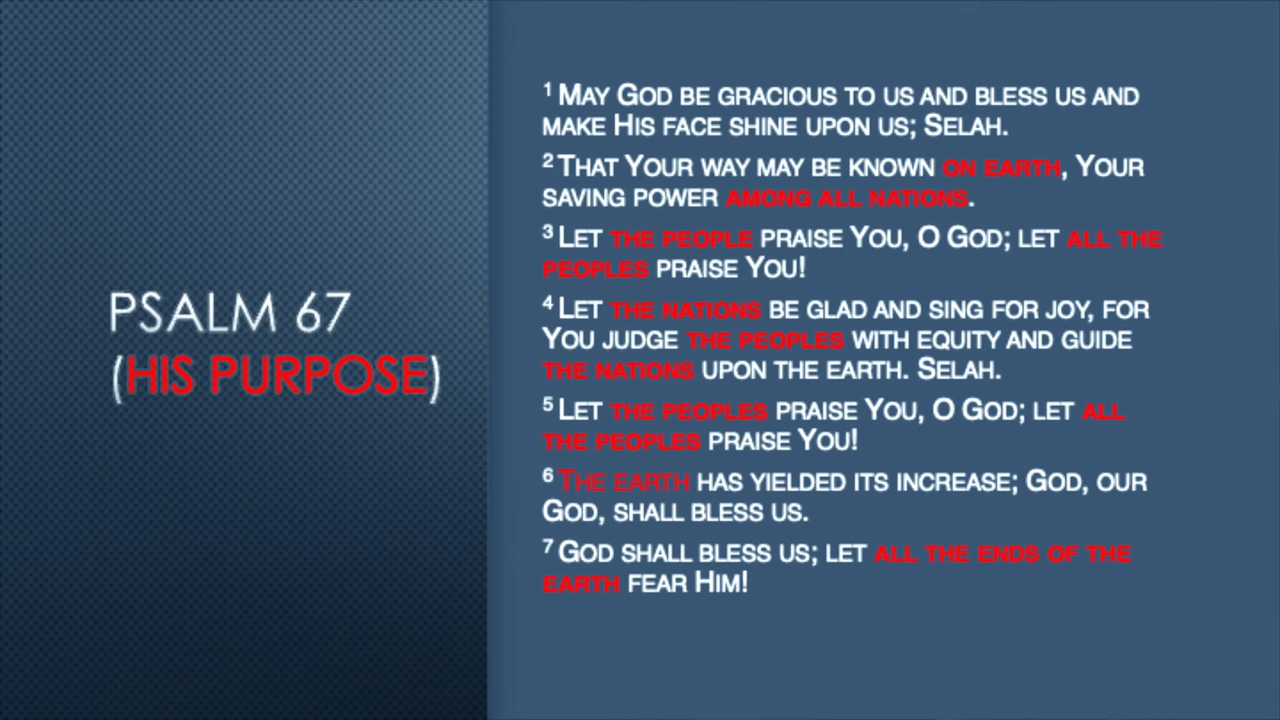 PSALM 67
(HIS PURPOSE)
1 MAY GOD BE GRACIOUS TO US AND BLESS US AND
MAKE HIS FACE SHINE UPON US; SELAH.
2 THAT YOUR WAY MAY BE KNOWN ON EARTH, YOUR
SAVING POWER AMONG ALL NATIONS.
3 LET THE PEOPLE PRAISE YOU, O GOD; LET ALL THE
PEOPLES PRAISE YOU!
4 LET THE NATIONS BE GLAD AND SING FOR JOY, FOR
YOU JUDGE THE PEOPLES WITH EQUITY AND GUIDE
THE NATIONS UPON THE EARTH. SELAH.
5 LET THE PEOPLES PRAISE YOU, O GOD; LET ALL
THE PEOPLES PRAISE YOU!
6 THE EARTH HAS YIELDED ITS INCREASE; GOD, OUR
GOD, SHALL BLESS US.
7 GOD SHALL BLESS US; LET ALL THE ENDS OF THE
EARTH FEAR HIM!